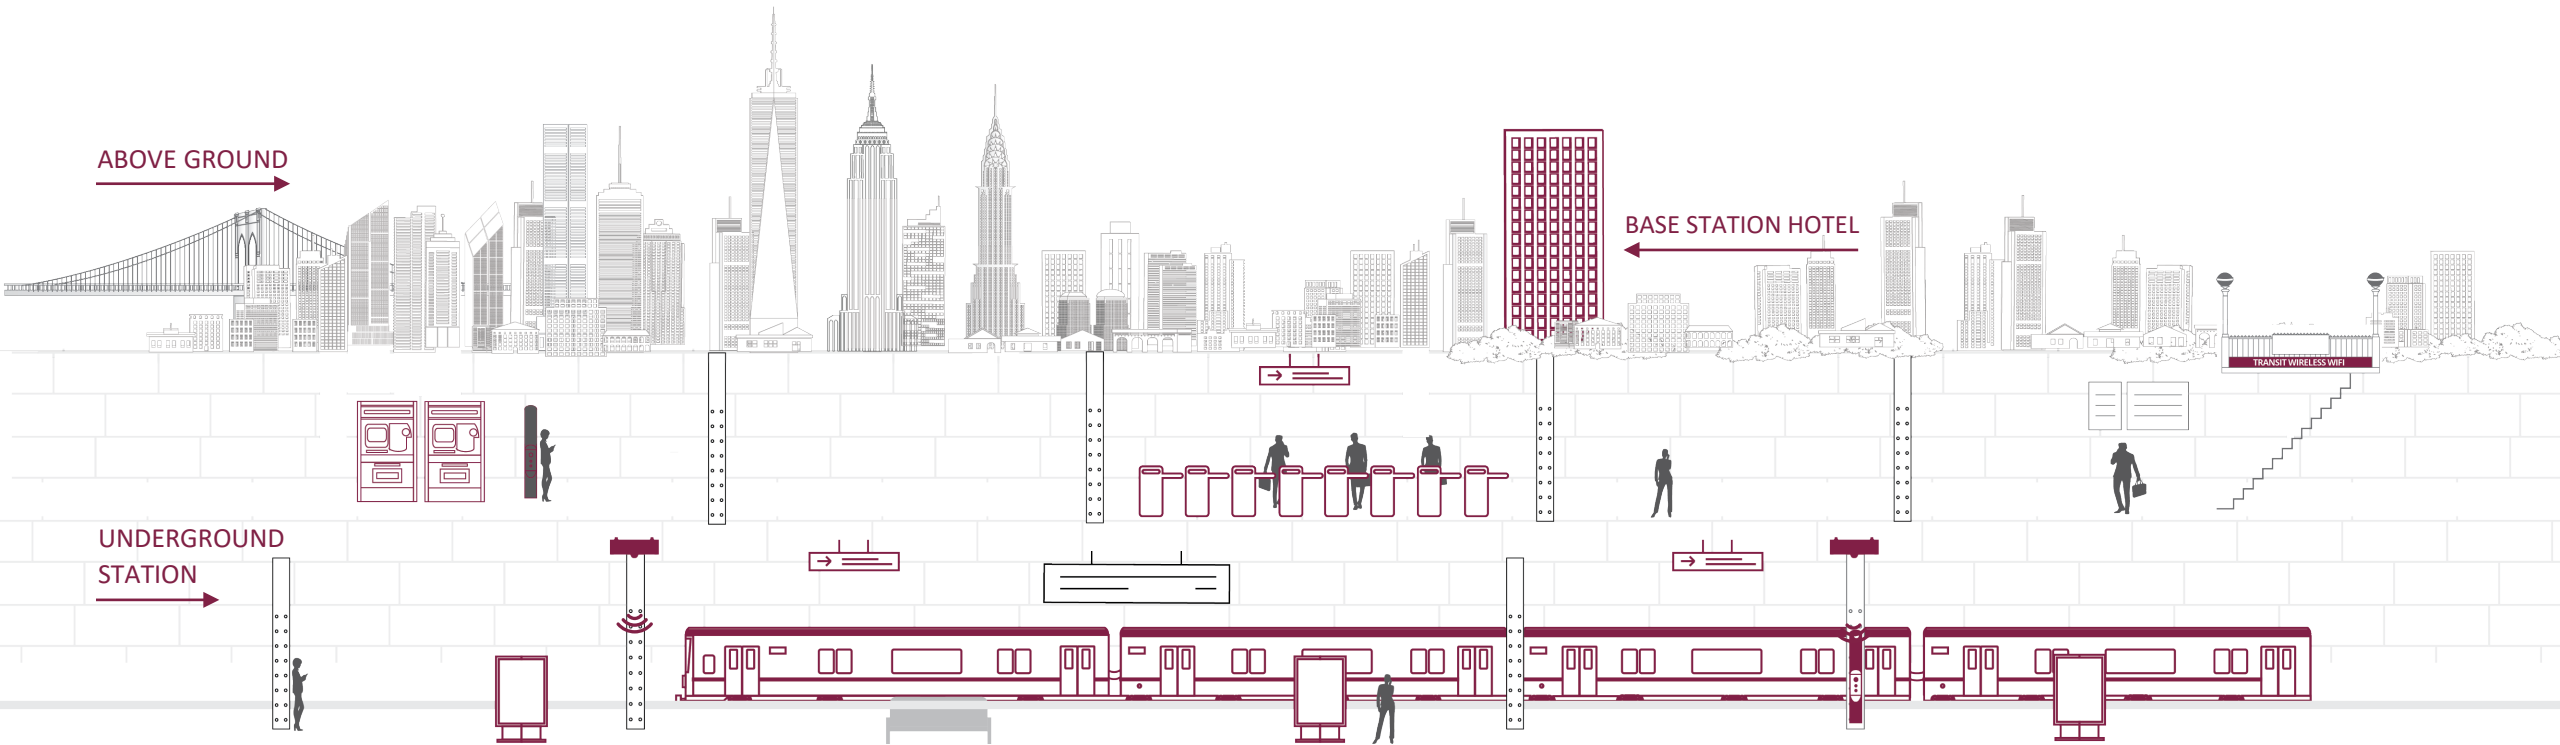 ABOVE GROUND
BASE STATION HOTEL
TRANSIT WIRELESS WIFI
UNDERGROUND
STATION